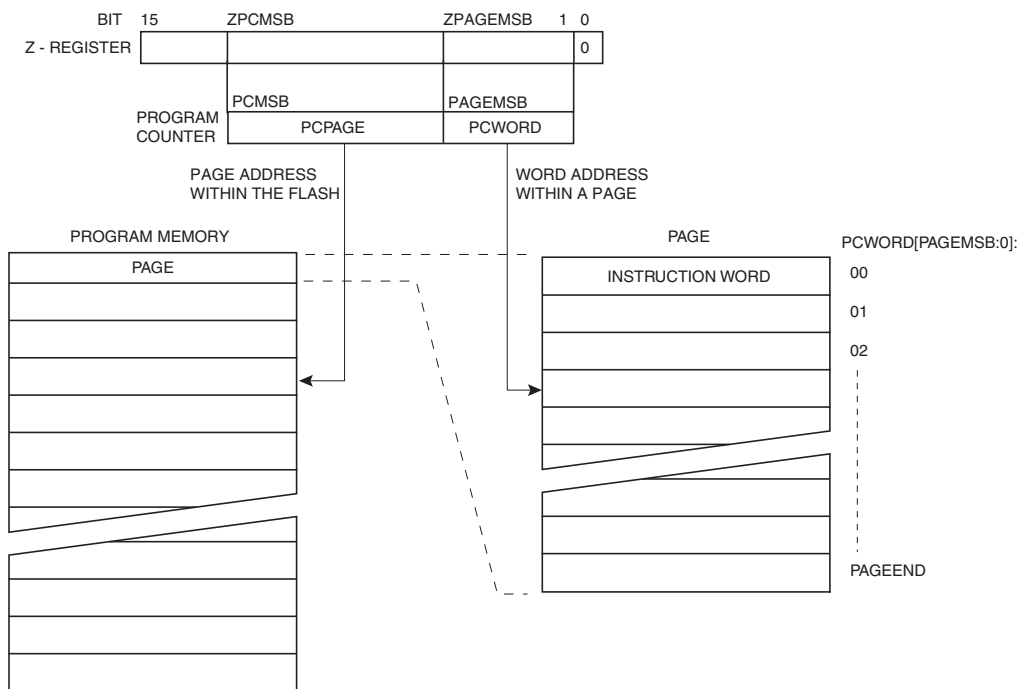 BIT 15 ZPCMSB ZPAGEMSB 1 0
Z - REGISTER 0
PCMSB PAGEMSB
PROGRAM
COUNTER
PCPAGE PCWORD
PAGE ADDRESS
WITHIN THE FLASH
WORD ADDRESS
WITHIN A PAGE
PROGRAM MEMORY
PAGE
PAGE
INSTRUCTION WORD
PCWORD[PAGEMSB:0]:
00
01
02
PAGEEND